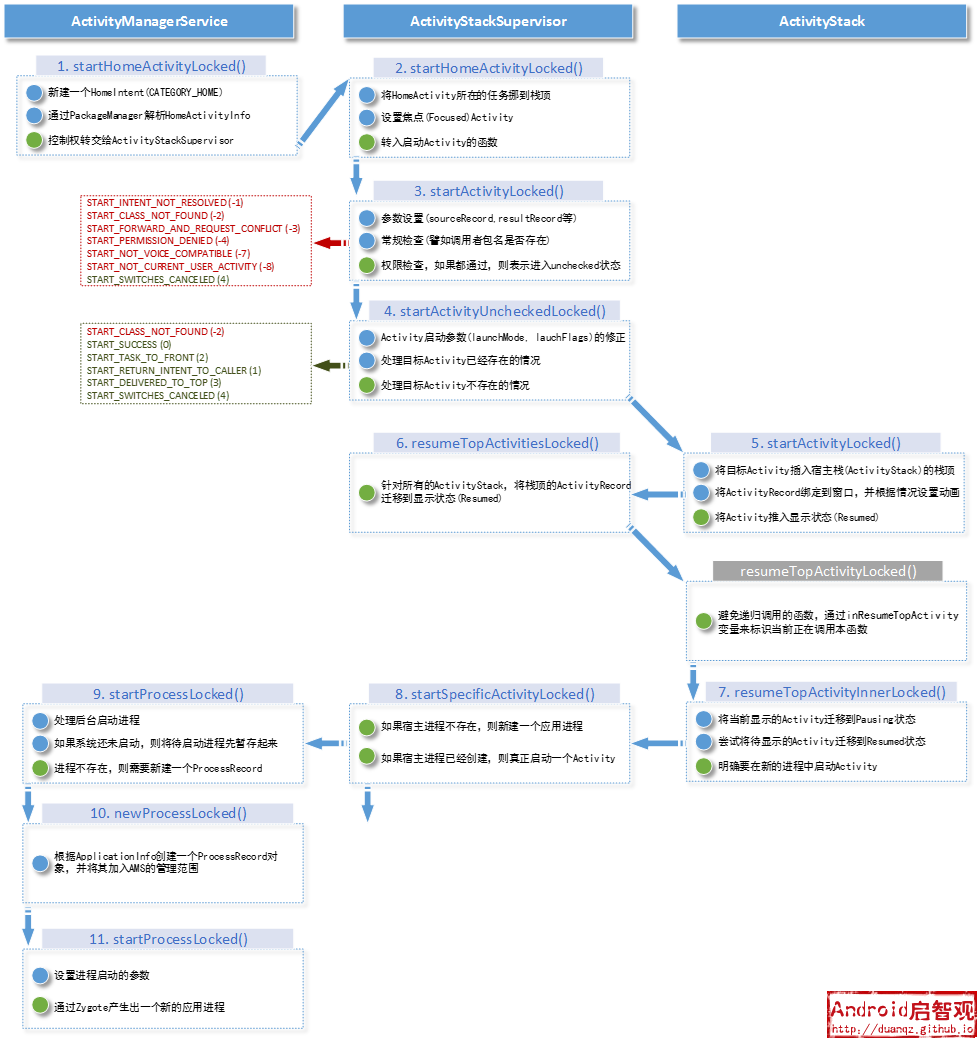 ActivityManagerService
ActivityStackSupervisor
ActivityStack
1. startHomeActivityLocked()
新建一个HomeIntent(CATEGORY_HOME)
通过PackageManager解析HomeActivityInfo
控制权转交给ActivityStackSupervisor
2. startHomeActivityLocked()
将HomeActivity所在的任务挪到栈顶
设置焦点(Focused)Activity
转入启动Activity的函数
3. startActivityLocked()
参数设置(sourceRecord,resultRecord等)
常规检查(譬如调用者包名是否存在)
权限检查，如果都通过，则表示进入unchecked状态
START_INTENT_NOT_RESOLVED (-1)
START_CLASS_NOT_FOUND (-2)
START_FORWARD_AND_REQUEST_CONFLICT (-3)
START_PERMISSION_DENIED (-4)
START_NOT_VOICE_COMPATIBLE (-7)
START_NOT_CURRENT_USER_ACTIVITY (-8)
START_SWITCHES_CANCELED (4)
4. startActivityUncheckedLocked()
Activity启动参数(launchMode, lauchFlags)的修正
处理目标Activity已经存在的情况
处理目标Activity不存在的情况
START_CLASS_NOT_FOUND (-2)
START_SUCCESS (0)
START_TASK_TO_FRONT (2)
START_RETURN_INTENT_TO_CALLER (1)
START_DELIVERED_TO_TOP (3)
START_SWITCHES_CANCELED (4)
5. startActivityLocked()
将目标Activity插入宿主栈(ActivityStack)的栈顶
将ActivityRecord绑定到窗口，并根据情况设置动画
将Activity推入显示状态(Resumed)
6. resumeTopActivitiesLocked()
针对所有的ActivityStack，将栈顶的ActivityRecord
迁移到显示状态(Resumed)
resumeTopActivityLocked()
避免递归调用的函数，通过inResumeTopActivity
变量来标识当前正在调用本函数
7. resumeTopActivityInnerLocked()
将当前显示的Activity迁移到Pausing状态
尝试将待显示的Activity迁移到Resumed状态
明确要在新的进程中启动Activity
8. startSpecificActivityLocked()
如果宿主进程不存在，则新建一个应用进程
如果宿主进程已经创建，则真正启动一个Activity
9. startProcessLocked()
处理后台启动进程
如果系统还未启动，则将待启动进程先暂存起来
进程不存在，则需要新建一个ProcessRecord
10. newProcessLocked()
根据ApplicationInfo创建一个ProcessRecord对
象，并将其加入AMS的管理范围
11. startProcessLocked()
设置进程启动的参数
通过Zygote产生出一个新的应用进程
Android启智观
http://duanqz.github.io